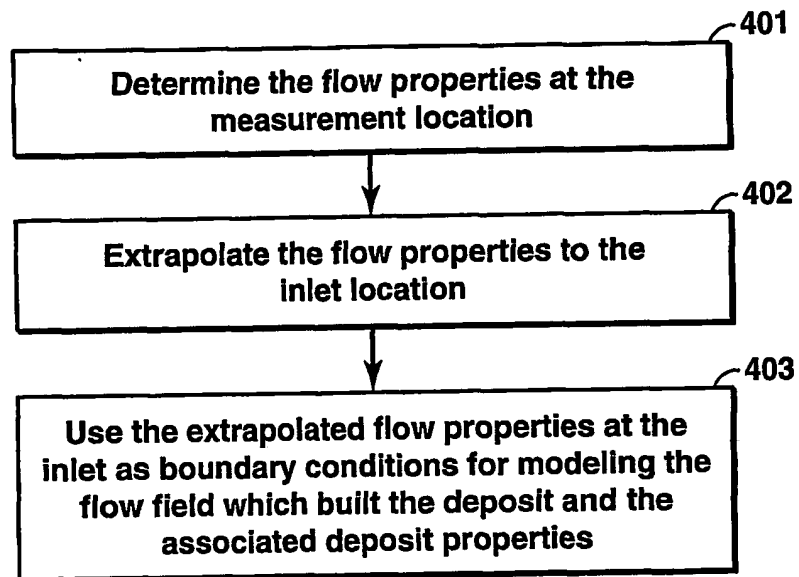 401
Determine the flow properties at the
measurement location
402
Extrapolate the flow properties to the
inlet location
403
Use the extrapolated flow properties at the
inlet as boundary conditions for modeling the
flow field which built the deposit and the
associated deposit properties